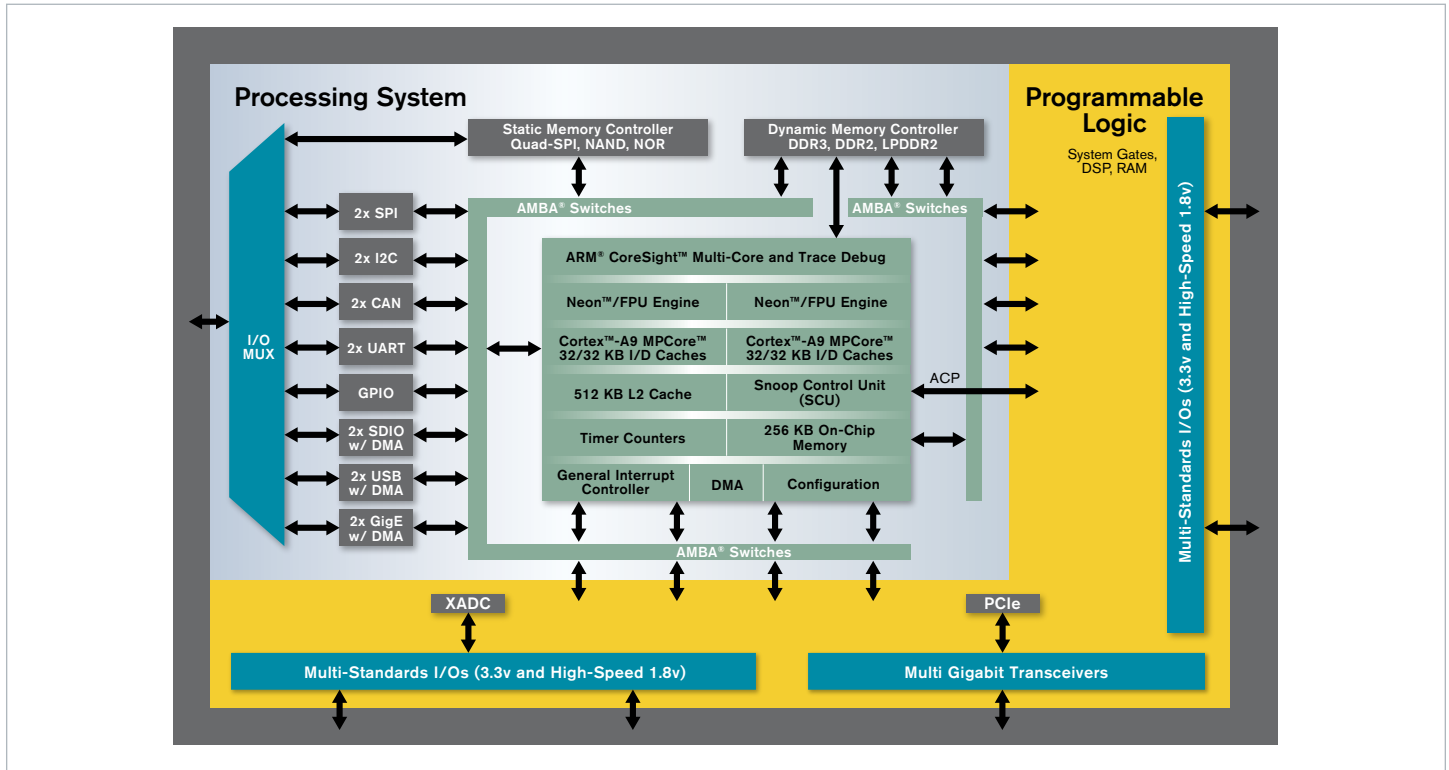 Processing System
Programmable
Logic
System Gates,
DSP, RAM
Static Memory Controller
Quad-SPI, NAND, NOR
Dynamic Memory Controller
DDR3, DDR2, LPDDR2
AMBA® Switches
AMBA® Switches
I/O
MUX
2x SPI
2x I2C
2x CAN
2x UART
GPIO
2x SDIO
w/ DMA
2x USB
w/ DMA
2x GigE
w/ DMA
ARM® CoreSight™ Multi-Core and Trace Debug
Neon™/FPU Engine
Neon™/FPU Engine
Cortex™-A9 MPCore™
32/32 KB I/D Caches
Cortex™-A9 MPCore™
32/32 KB I/D Caches
512 KB L2 Cache
Snoop Control Unit
(SCU)
ACP
Timer Counters
256 KB On-Chip
Memory
General Interrupt
Controller
DMA
Configuration
AMBA® Switches
Multi-Standards I/Os (3.3v and High-Speed 1.8v)
XADC
PCIe
Multi-Standards I/Os (3.3v and High-Speed 1.8v)
Multi Gigabit Transceivers